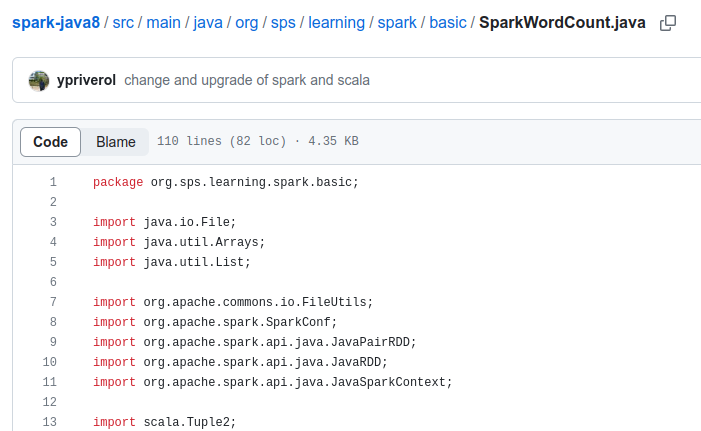 spark-java8 / src / main / java / org / sps / learning / spark / basic / SparkWordCount.java
ypriverol change and upgrade of spark and scala
Code Blame 110 lines (82 loc) · 4.35 KB
1 package org.sps.learning.spark.basic;
2
3 import java.io.File;
4 import java.util.Arrays;
5 import java.util.List;
6
7 import org.apache.commons.io.FileUtils;
8 import org.apache.spark.SparkConf;
9 import org.apache.spark.api.java.JavaPairRDD;
10 import org.apache.spark.api.java.JavaRDD;
11 import org.apache.spark.api.java.JavaSparkContext;
12
13 import scala.Tuple2;